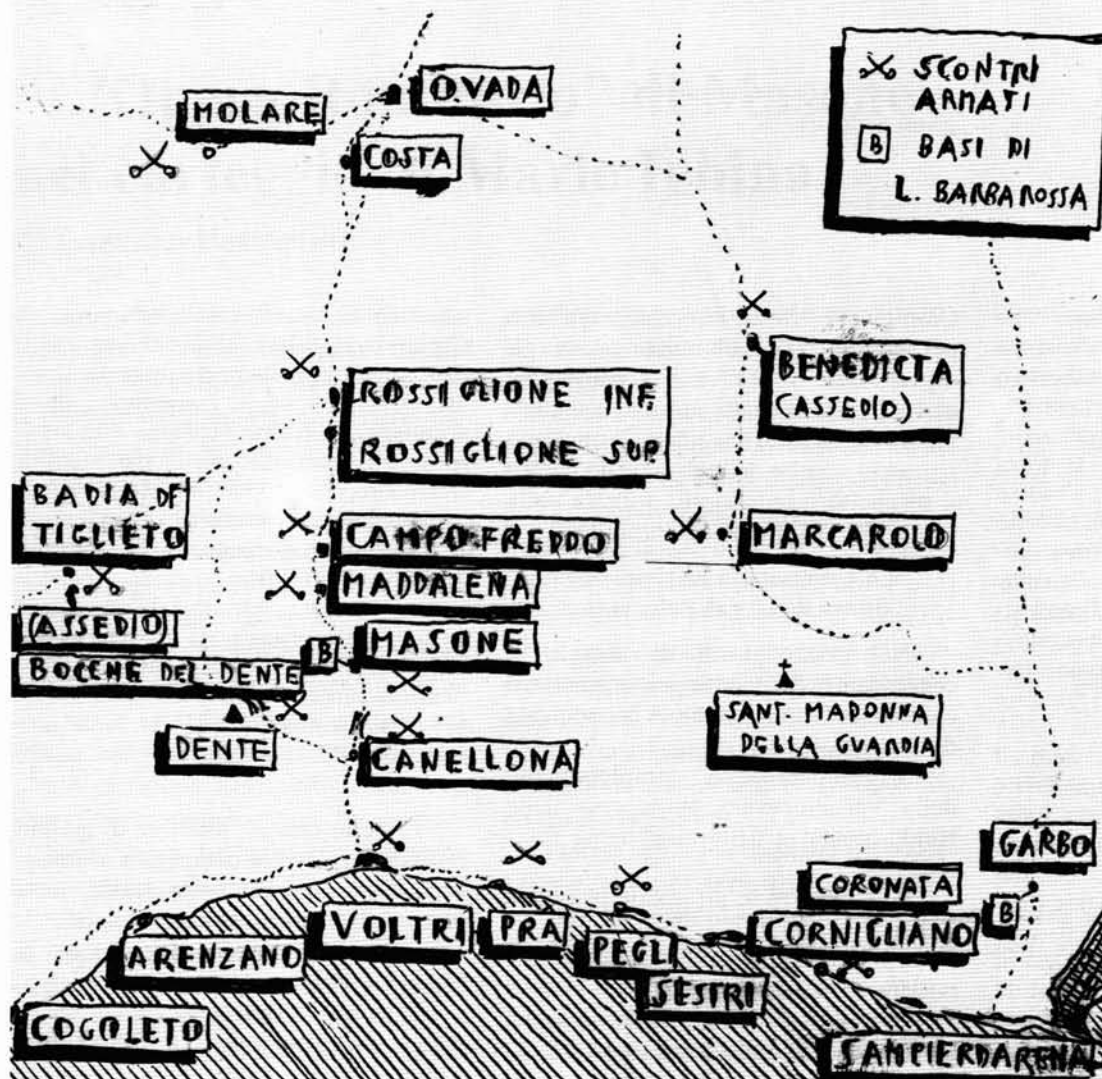 OVADA
MOLARE
COSTA
SCONTRI
ARMATI
B BASI DI
L. BARBAROSSA
BENEDICTA
(ASSEDIO)
ROSSIGLIONE INF.
ROSSIGLIONE SUP.
BADIA DI
TIGLIETO
(ASSEDIO)
CAMPO FREDDO
MARCAROLO
MADDALENA
B
MASONE
BOCCHE DEL DENTE
DENTE
CANELLONA
SANT. MADONNA
DELLA GUARDIA
GARBO
B
CORONATA
CORNIGLIANO
VOLTRI
PRA
PEGLI
SESTRI
ARENZANO
COGOLETO
SAMPIERDARENA